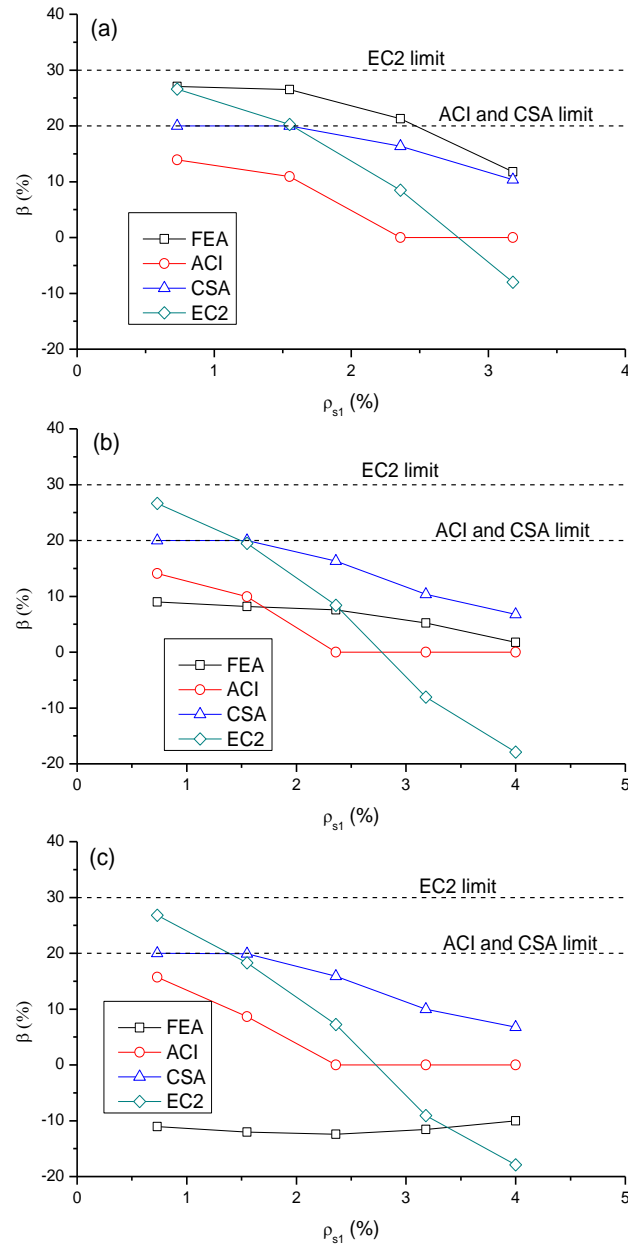 (a)
40
30
20
10
0
-10
-20
β (%)
EC2 limit
ACI and CSA limit
FEA
ACI
CSA
EC2
0 1 2 3 4
ρs1 (%)
(b)
40
30
20
10
0
-10
-20
β (%)
EC2 limit
ACI and CSA limit
FEA
ACI
CSA
EC2
0 1 2 3 4 5
ρs1 (%)
(c)
40
30
20
10
0
-10
-20
β (%)
EC2 limit
ACI and CSA limit
FEA
ACI
CSA
EC2
0 1 2 3 4 5
ρs1 (%)